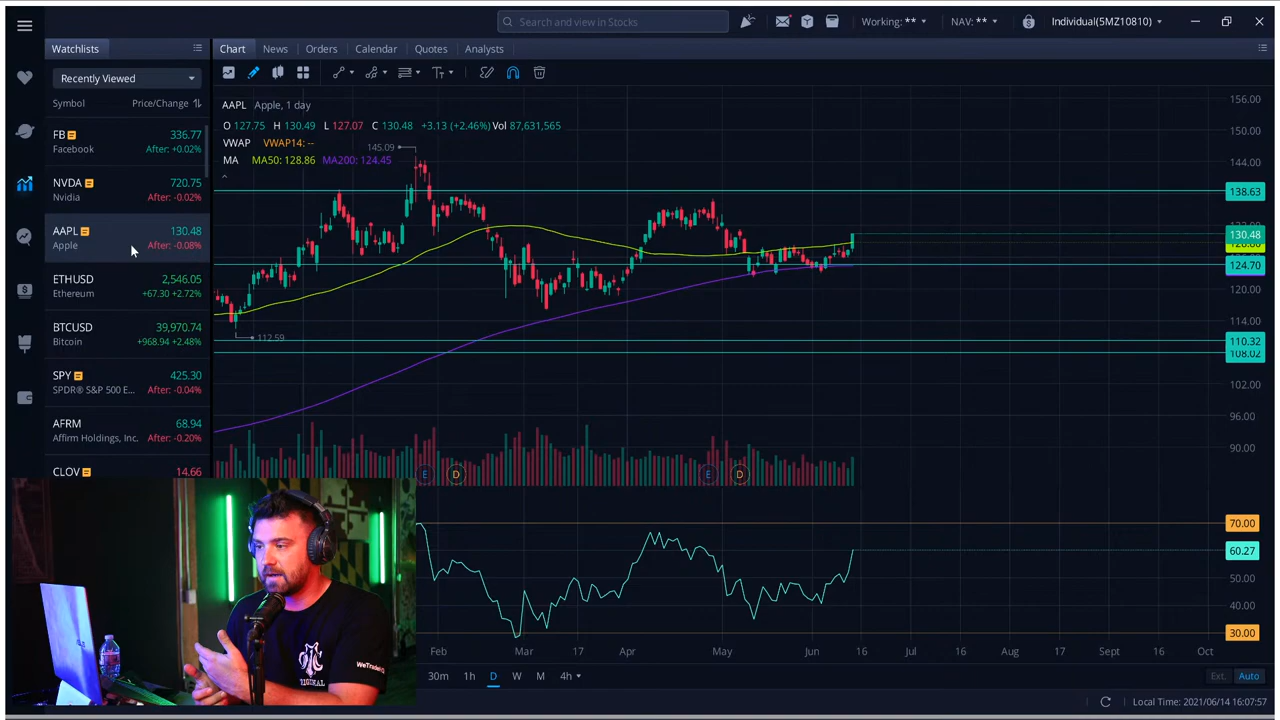 Search and view in Stocks
Working: **
NAV: **
Individual(5MZ10810)
Watchlists
Chart News Orders Calendar Quotes Analysts
Recently Viewed
Symbol Price/Change
FB 336.77
Facebook After: +0.02%
NVDA 720.75
Nvidia After: -0.02%
AAPL 130.48
Apple After: -0.08%
ETHUSD 2,546.05
Ethereum +67.30 +2.72%
BTCUSD 39,970.74
Bitcoin +968.94 +2.48%
SPY 425.30
SPDR® S&P 500 E... After: -0.04%
AFRM 68.94
Affirm Holdings, Inc. After: -0.20%
CLOV 14.66
AAPL Apple, 1 day
O 127.75 H 130.49 L 127.07 C 130.48 +3.13 (+2.46%) Vol 87,631,565
VWAP VWAP14: --
MA MA50: 128.86 MA200: 124.45
145.09
112.59
E D E D
156.00
150.00
144.00
138.63
130.48
124.70
120.00
114.00
110.32
108.02
102.00
96.00
90.00
70.00
60.27
50.00
40.00
30.00
Feb Mar 17 Apr May Jun 16 Jul 16 Aug 17 Sept 16 Oct
30m 1h D W M 4h
Ext. Auto
Local Time: 2021/06/14 16:07:57